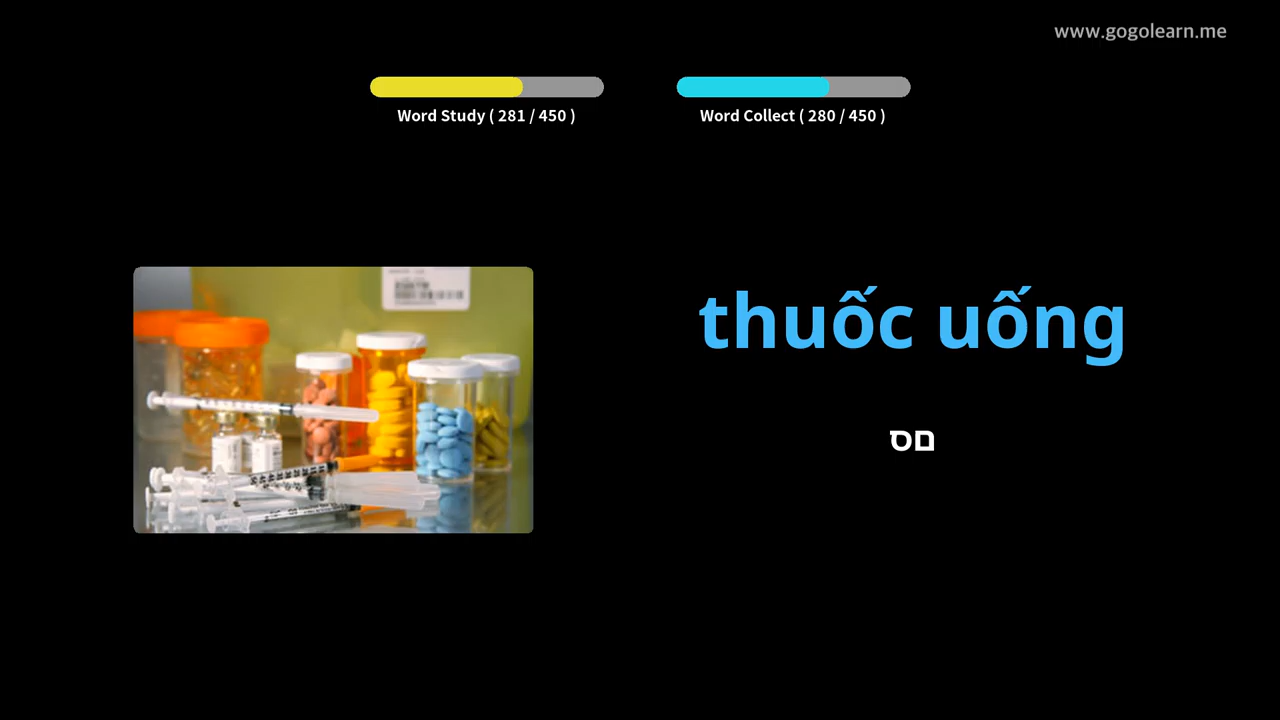 www.gogolearn.me
Word Study ( 281 / 450 )
Word Collect ( 280 / 450 )
thuốc uống
סם